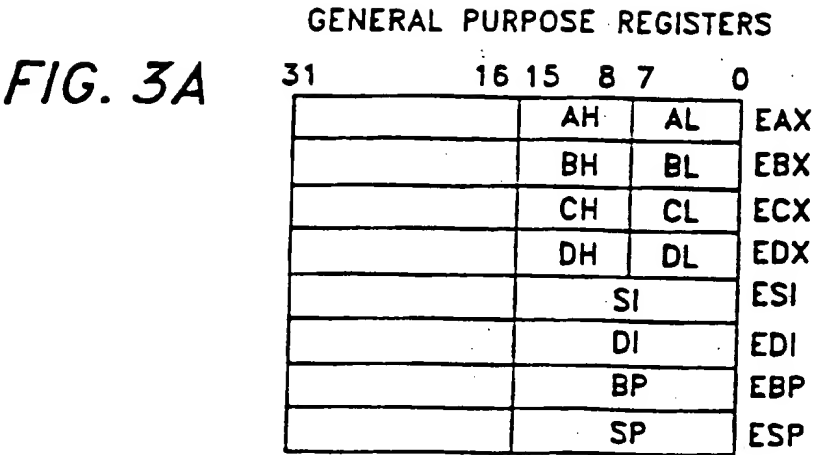 GENERAL PURPOSE REGISTERS
FIG. 3A
31 16 15 8 7 0
AH AL EAX
BH BL EBX
CH CL ECX
DH DL EDX
SI ESI
DI EDI
BP EBP
SP ESP